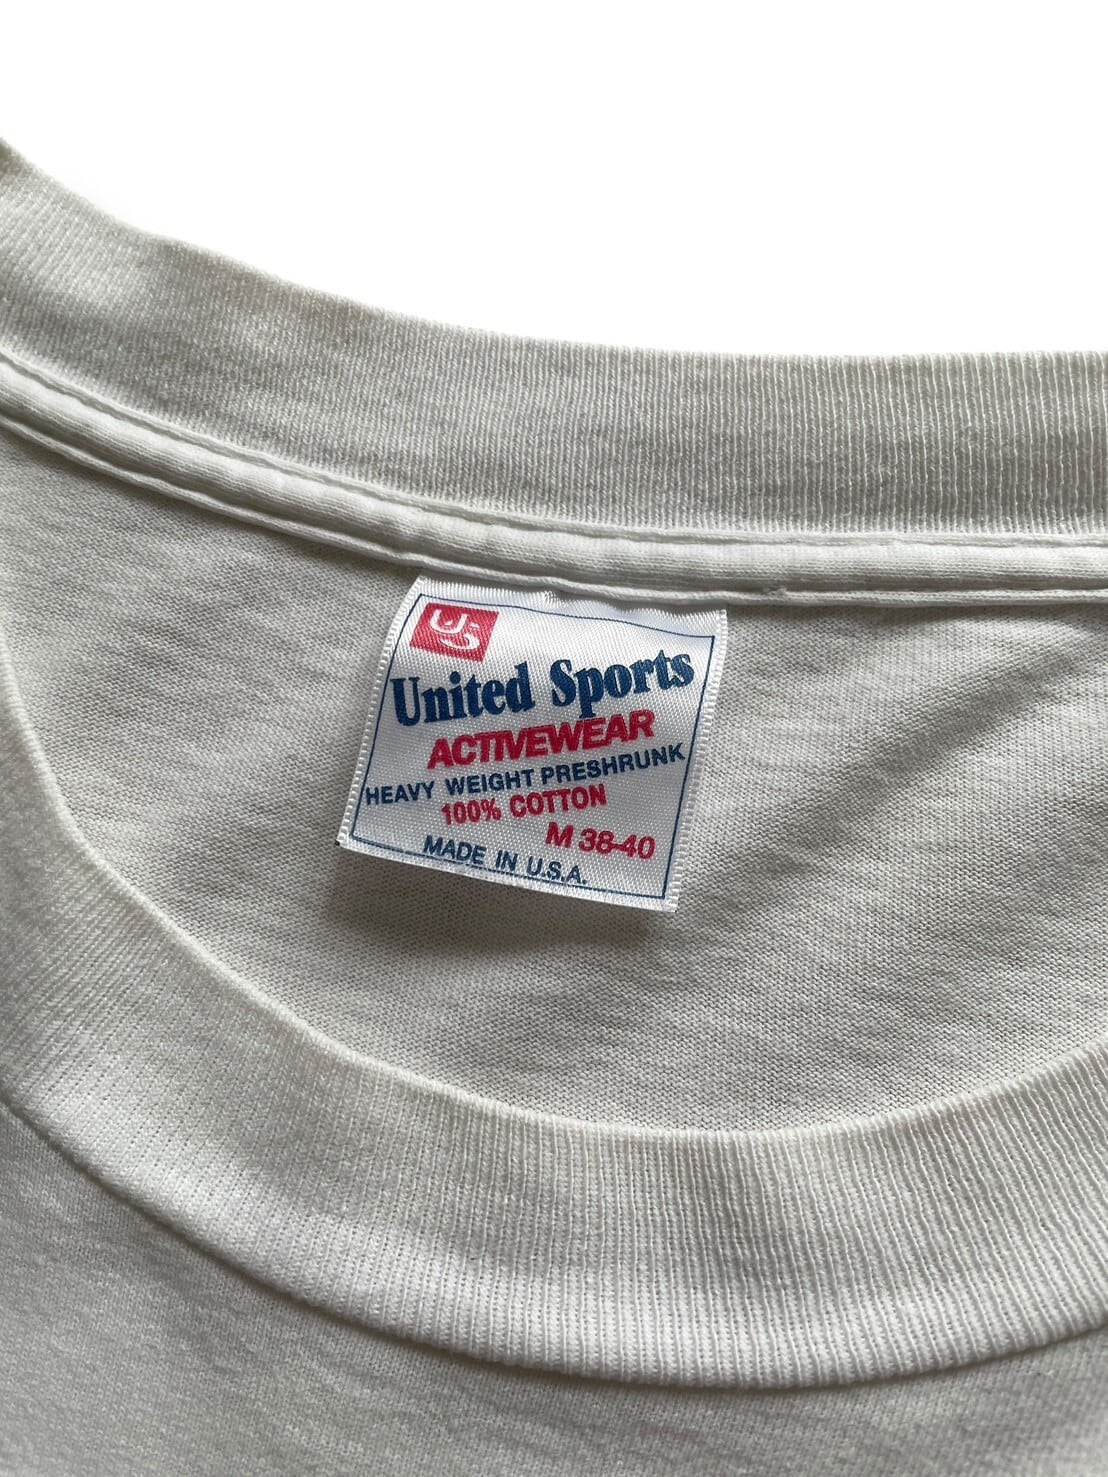 US
United Sports
ACTIVEWEAR
HEAVY WEIGHT PRESHRUNK
100% COTTON
M 38-40
MADE IN U.S.A.